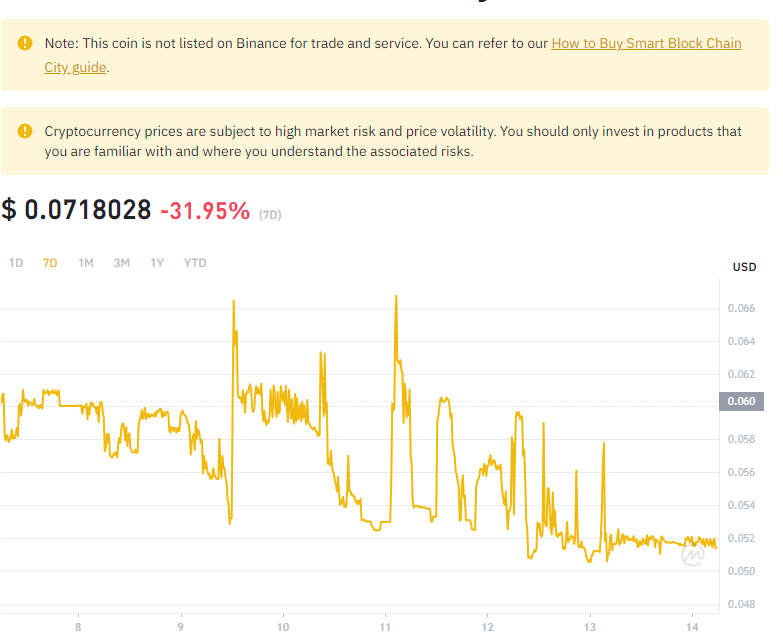 Note: This coin is not listed on Binance for trade and service. You can refer to our How to Buy Smart Block Chain
City guide.
Cryptocurrency prices are subject to high market risk and price volatility. You should only invest in products that
you are familiar with and where you understand the associated risks.
$ 0.0718028 -31.95% (7D)
1D 7D 1M 3M 1Y YTD
USD
0.066
0.064
0.062
0.060
0.058
0.056
0.054
0.052
0.050
0.048
8 9 10 11 12 13 14